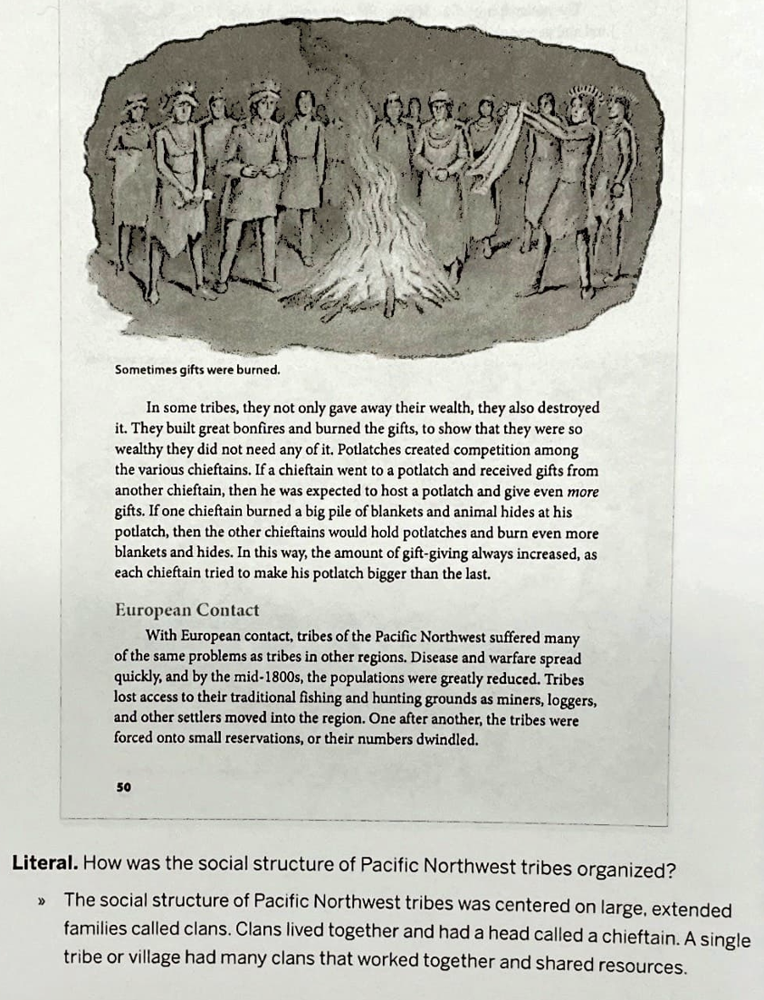 Sometimes gifts were burned.
In some tribes, they not only gave away their wealth, they also destroyed
it. They built great bonfires and burned the gifts, to show that they were so
wealthy they did not need any of it. Potlatches created competition among
the various chieftains. If a chieftain went to a potlatch and received gifts from
another chieftain, then he was expected to host a potlatch and give even more
gifts. If one chieftain burned a big pile of blankets and animal hides at his
potlatch, then the other chieftains would hold potlatches and burn even more
blankets and hides. In this way, the amount of gift-giving always increased, as
each chieftain tried to make his potlatch bigger than the last.
European Contact
With European contact, tribes of the Pacific Northwest suffered many
of the same problems as tribes in other regions. Disease and warfare spread
quickly, and by the mid-1800s, the populations were greatly reduced. Tribes
lost access to their traditional fishing and hunting grounds as miners, loggers,
and other settlers moved into the region. One after another, the tribes were
forced onto small reservations, or their numbers dwindled.
50
Literal. How was the social structure of Pacific Northwest tribes organized?
» The social structure of Pacific Northwest tribes was centered on large, extended
families called clans. Clans lived together and had a head called a chieftain. A single
tribe or village had many clans that worked together and shared resources.